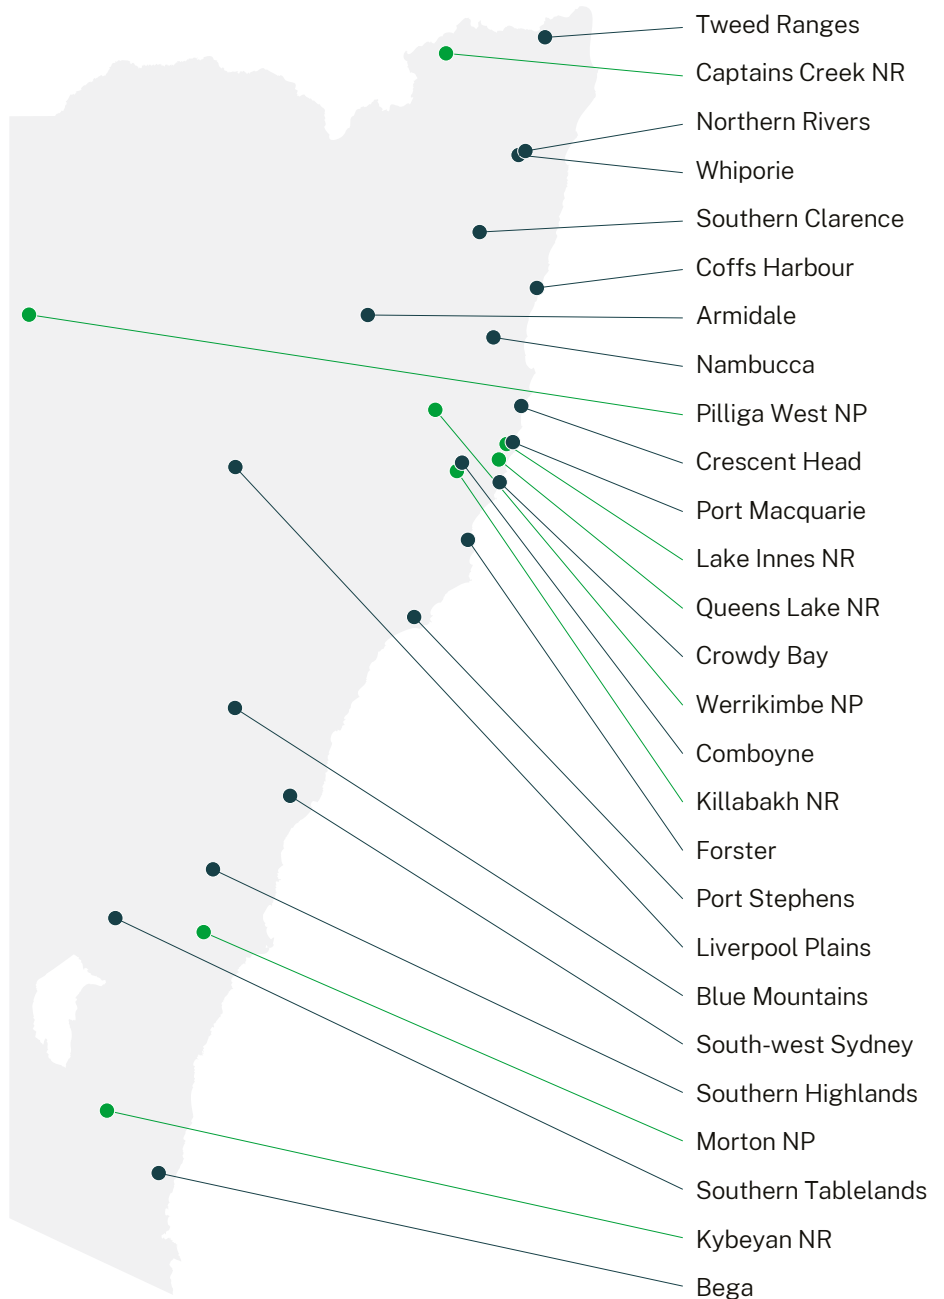 Tweed Ranges
Captains Creek NR
Northern Rivers
Whiporie
Southern Clarence
Coffs Harbour
Armidale
Nambucca
Pilliga West NP
Crescent Head
Port Macquarie
Lake Innes NR
Queens Lake NR
Crowdy Bay
Werrikimbe NP
Comboyne
Killabakh NR
Forster
Port Stephens
Liverpool Plains
Blue Mountains
South-west Sydney
Southern Highlands
Morton NP
Southern Tablelands
Kybeyan NR
Bega